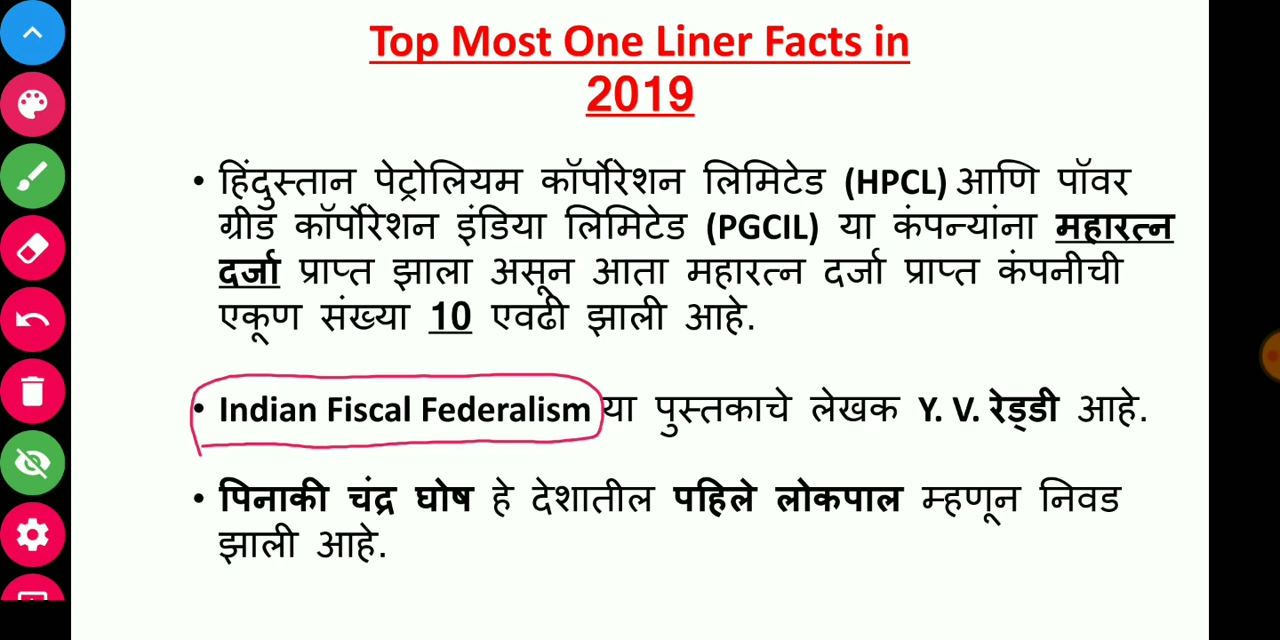 Top Most One Liner Facts in
2019
• हिंदुस्तान पेट्रोलियम कॉर्पोरेशन लिमिटेड (HPCL) आणि पॉवर
ग्रीड कॉर्पोरेशन इंडिया लिमिटेड (PGCIL) या कंपन्यांना महारत्न
दर्जा प्राप्त झाला असून आता महारत्न दर्जा प्राप्त कंपनीची
एकूण संख्या 10 एवढी झाली आहे.
• Indian Fiscal Federalism या पुस्तकाचे लेखक Y. V. रेड्डी आहे.
• पिनाकी चंद्र घोष हे देशातील पहिले लोकपाल म्हणून निवड
झाली आहे.